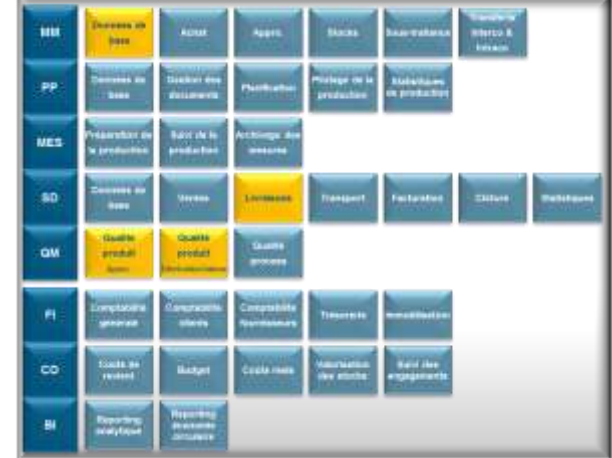 MM
Données de
base
Achat
Appro.
Stocks
Sous-traitance
Transferts
Interco &
Intraco
PP
Données de
base
Gestion des
documents
Planification
Pilotage de la
production
Statistiques
de production
MES
Préparation de
la production
Suivi de la
production
Archivage des
mesures
SD
Données de
base
Ventes
Livraisons
Transport
Facturation
Clôture
Statistiques
QM
Qualité
produit
Qualité
produit
Qualité
process
FI
Comptabilité
générale
Comptabilité
clients
Comptabilité
fournisseurs
Trésorerie
Immobilisation
CO
Coûts de
revient
Budget
Coûts réels
Valorisation
des stocks
Suivi des
engagements
BI
Reporting
analytique
Reporting